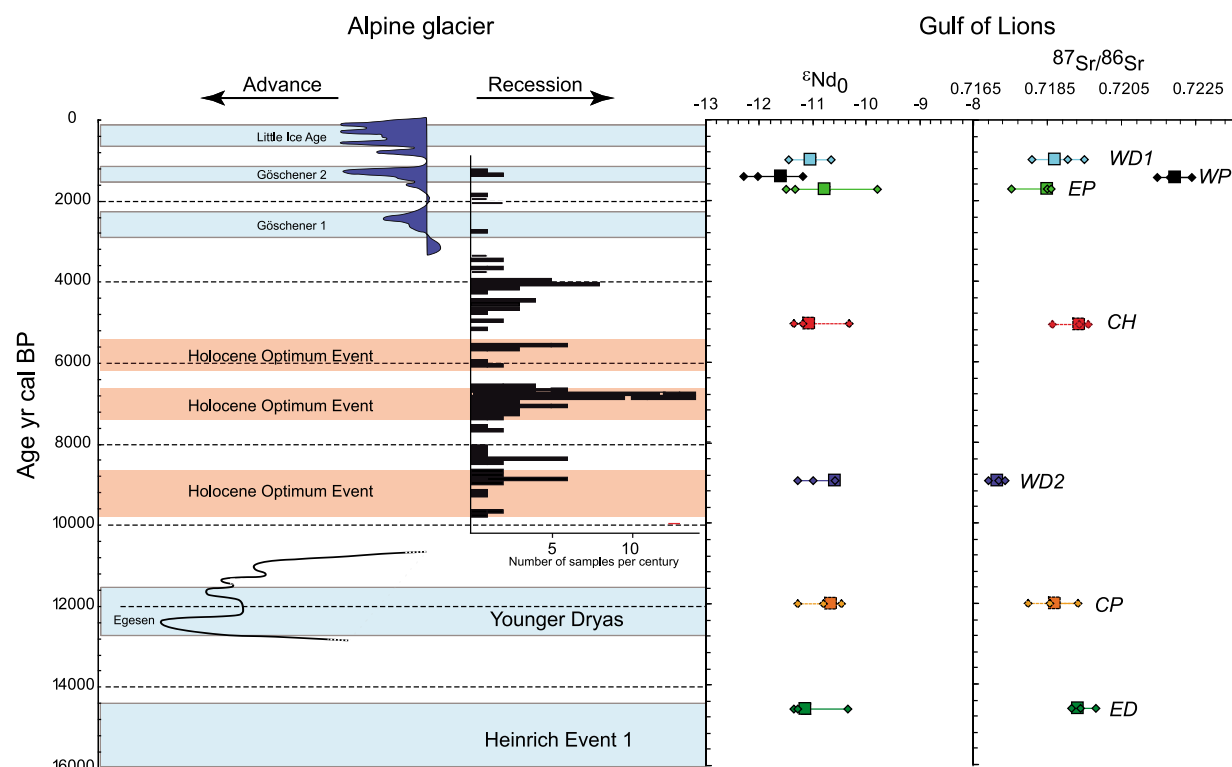 Alpine glacier
Gulf of Lions
Advance
Recession
εNd0
87Sr/86Sr
-13 -12 -11 -10 -9 -8
0.7165 0.7185 0.7205 0.7225
Age yr cal BP
0
2000
4000
6000
8000
10000
12000
14000
16000
Little Ice Age
Göschener 2
Göschener 1
Holocene Optimum Event
Holocene Optimum Event
Holocene Optimum Event
5 10
Number of samples per century
Egesen
Younger Dryas
Heinrich Event 1
WD1
WP
EP
CH
WD2
CP
ED